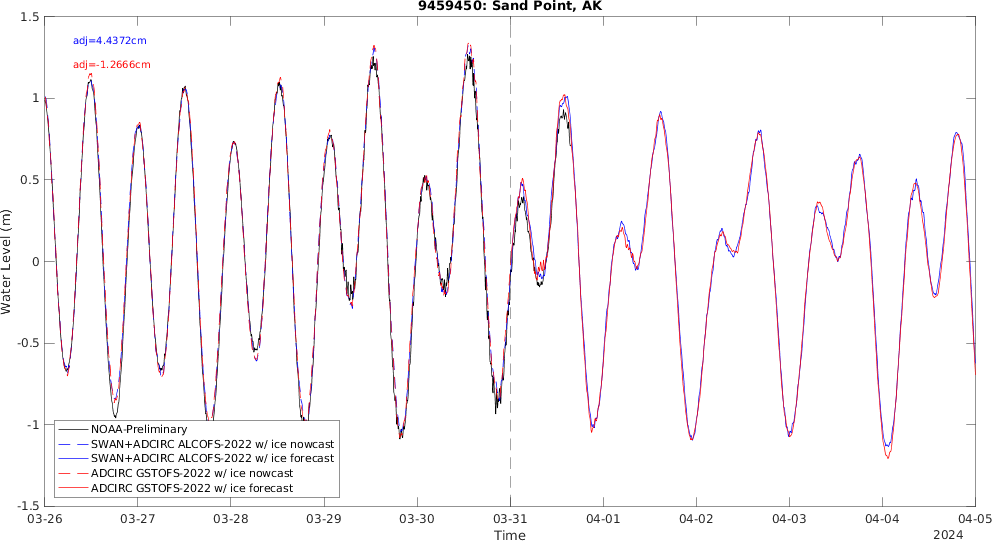 9459450: Sand Point, AK
adj=4.4372cm
adj=-1.2666cm
Water Level (m)
1.5
1
0.5
0
-0.5
-1
-1.5
NOAA-Preliminary
SWAN+ADCIRC ALCOFS-2022 w/ ice nowcast
SWAN+ADCIRC ALCOFS-2022 w/ ice forecast
ADCIRC GSTOFS-2022 w/ ice nowcast
ADCIRC GSTOFS-2022 w/ ice forecast
03-26 03-27 03-28 03-29 03-30 03-31 04-01 04-02 04-03 04-04 04-05
Time
2024